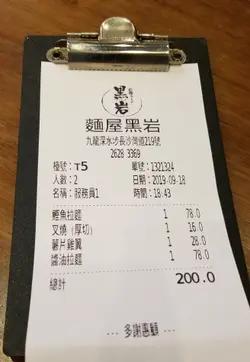 黑岩
麵屋黑岩
九龍深水埗長沙灣道219號
2628 3369
檯號：T5 單號：1321324
人數：2 日期：2019-09-18
名稱：服務員1 時間：18.43
鰹魚拉麵 1 78.0
叉燒（厚切） 1 16.0
薯片雞翼 1 28.0
醬油拉麵 1 78.0
總計 200.0
--- 多謝惠顧 ---